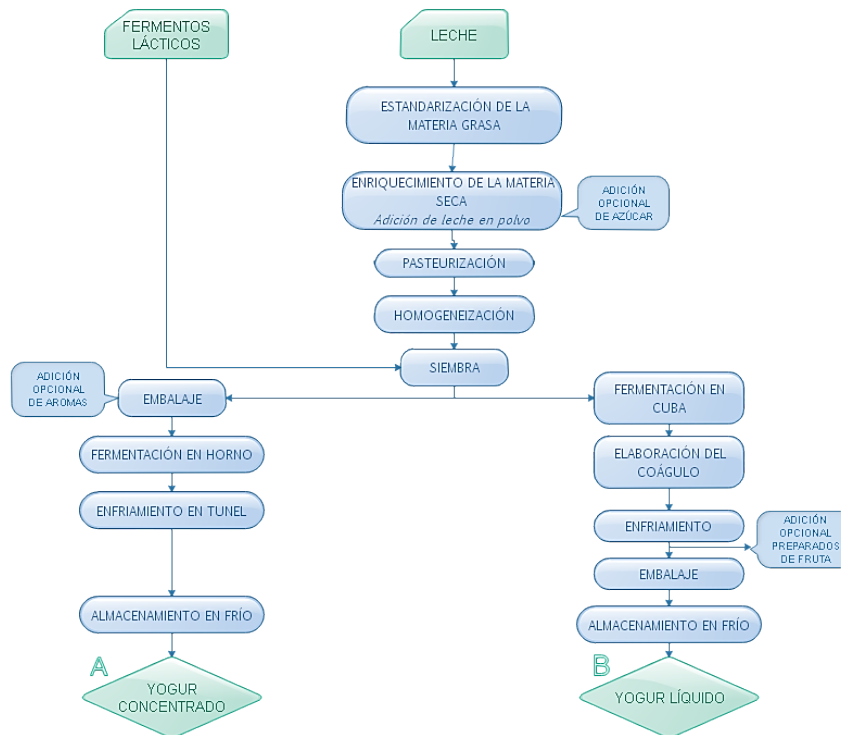 FERMENTOS
LÁCTICOS
LECHE
ESTANDARIZACIÓN DE LA
MATERIA GRASA
ENRIQUECIMIENTO DE LA MATERIA
SECA
Adición de leche en polvo
ADICIÓN
OPCIONAL
DE AZÚCAR
PASTEURIZACIÓN
HOMOGENEIZACIÓN
SIEMBRA
ADICIÓN
OPCIONAL
DE AROMAS
EMBALAJE
FERMENTACIÓN EN HORNO
ENFRIAMIENTO EN TUNEL
ALMACENAMIENTO EN FRÍO
A
YOGUR
CONCENTRADO
FERMENTACIÓN EN
CUBA
ELABORACIÓN DEL
COÁGULO
ENFRIAMIENTO
ADICIÓN
OPCIONAL
PREPARADOS
DE FRUTA
EMBALAJE
ALMACENAMIENTO EN FRÍO
B
YOGUR LÍQUIDO